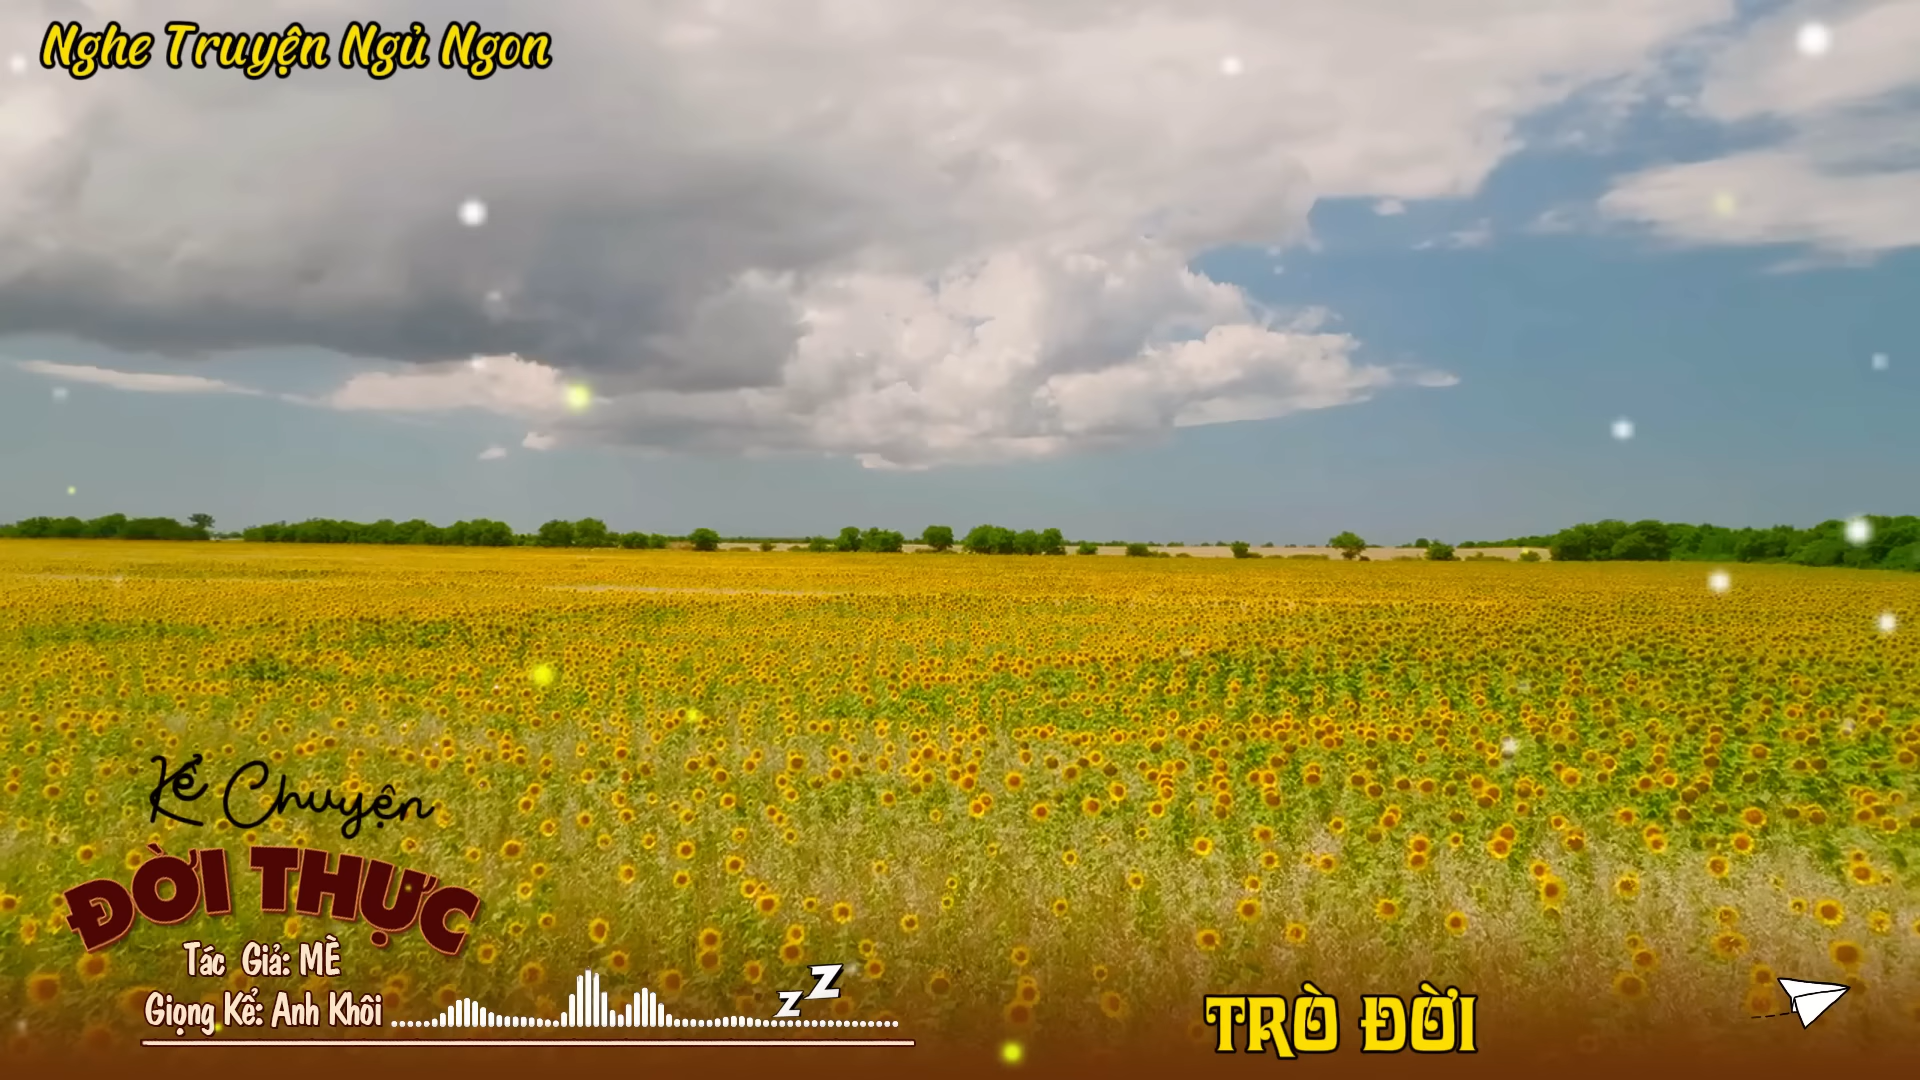 Nghe Truyện Ngủ Ngon
Kể Chuyện
ĐỜI THỰC
Tác Giả: MÈ
Giọng Kể: Anh Khôi
zZ
TRÒ ĐỜI